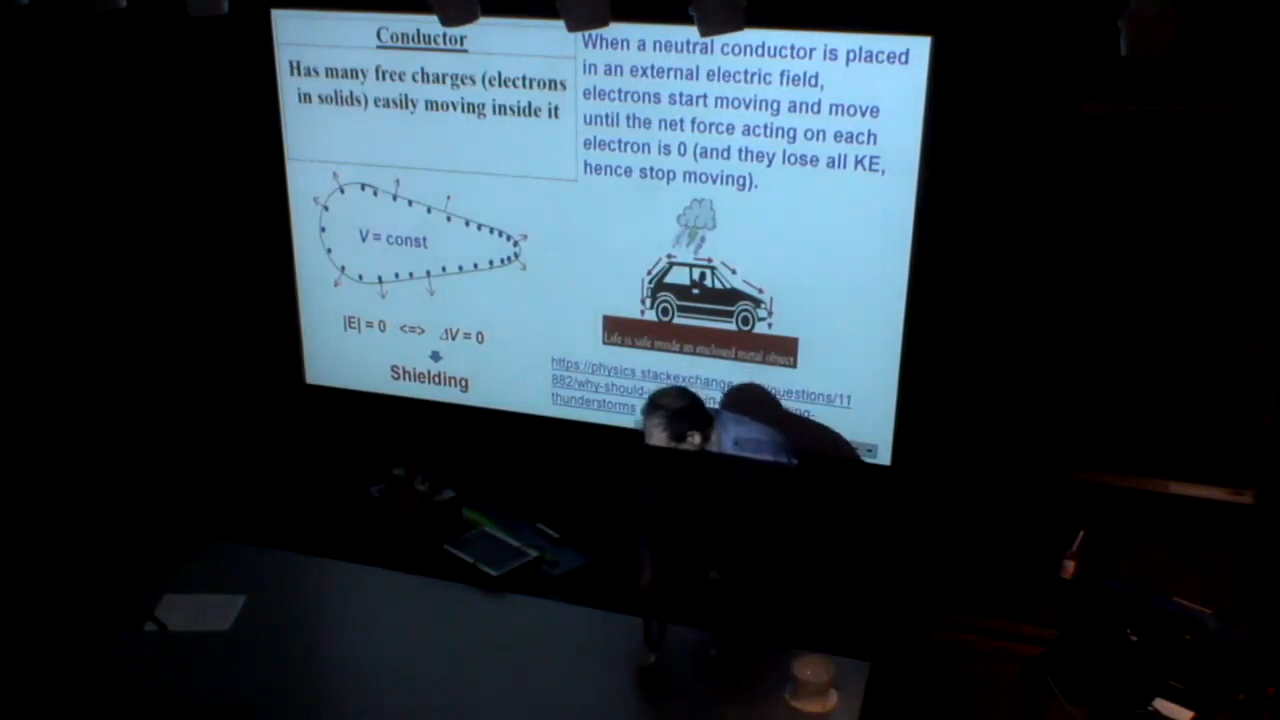 Conductor
Has many free charges (electrons
in solids) easily moving inside it
V = const
|E| = 0 <=> ΔV = 0
Shielding
When a neutral conductor is placed
in an external electric field,
electrons start moving and move
until the net force acting on each
electron is 0 (and they lose all KE,
hence stop moving).
Life is safe inside an enclosed metal object
https://physics.stackexchange
questions/11
882/why-should-
thunderstorms